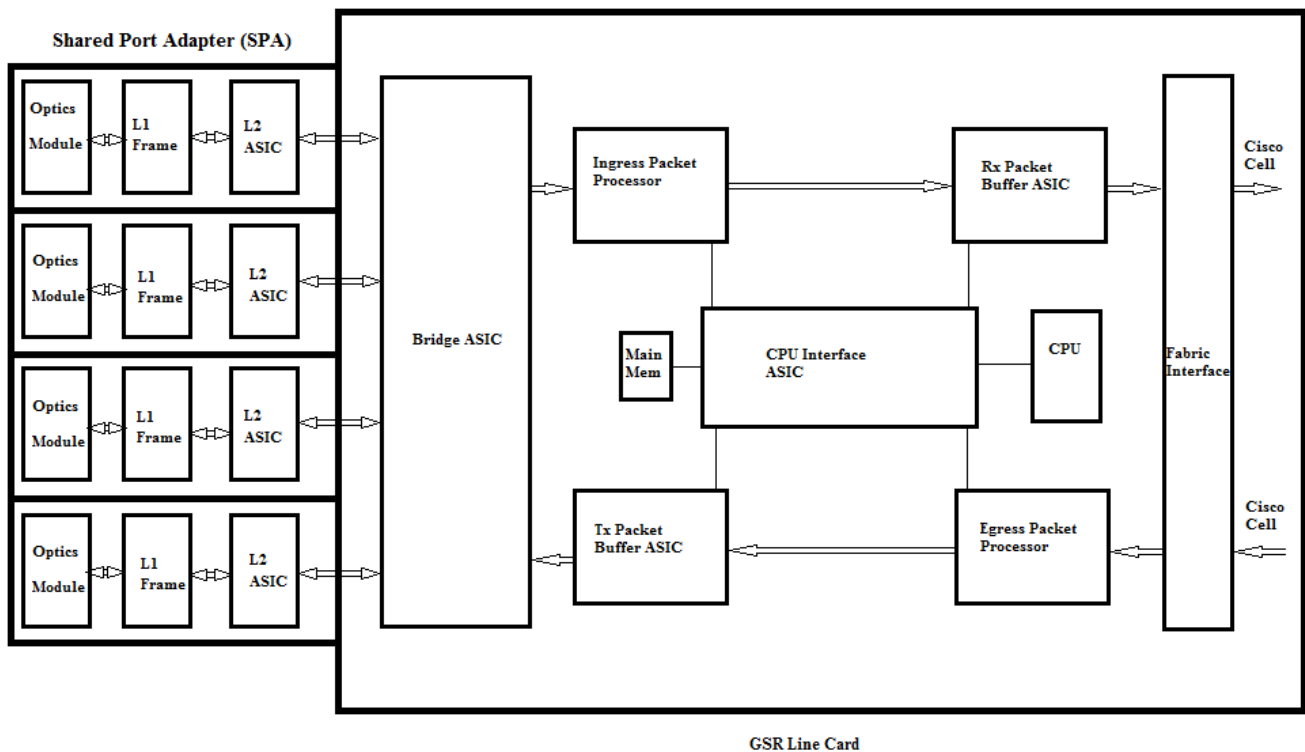 Shared Port Adapter (SPA)
Optics
Module
L1
Frame
L2
ASIC
Optics
Module
L1
Frame
L2
ASIC
Optics
Module
L1
Frame
L2
ASIC
Optics
Module
L1
Frame
L2
ASIC
Bridge ASIC
Ingress Packet
Processor
Rx Packet
Buffer ASIC
Main
Mem
CPU Interface
ASIC
CPU
Tx Packet
Buffer ASIC
Egress Packet
Processor
Fabric
Interface
Cisco
Cell
Cisco
Cell
GSR Line Card